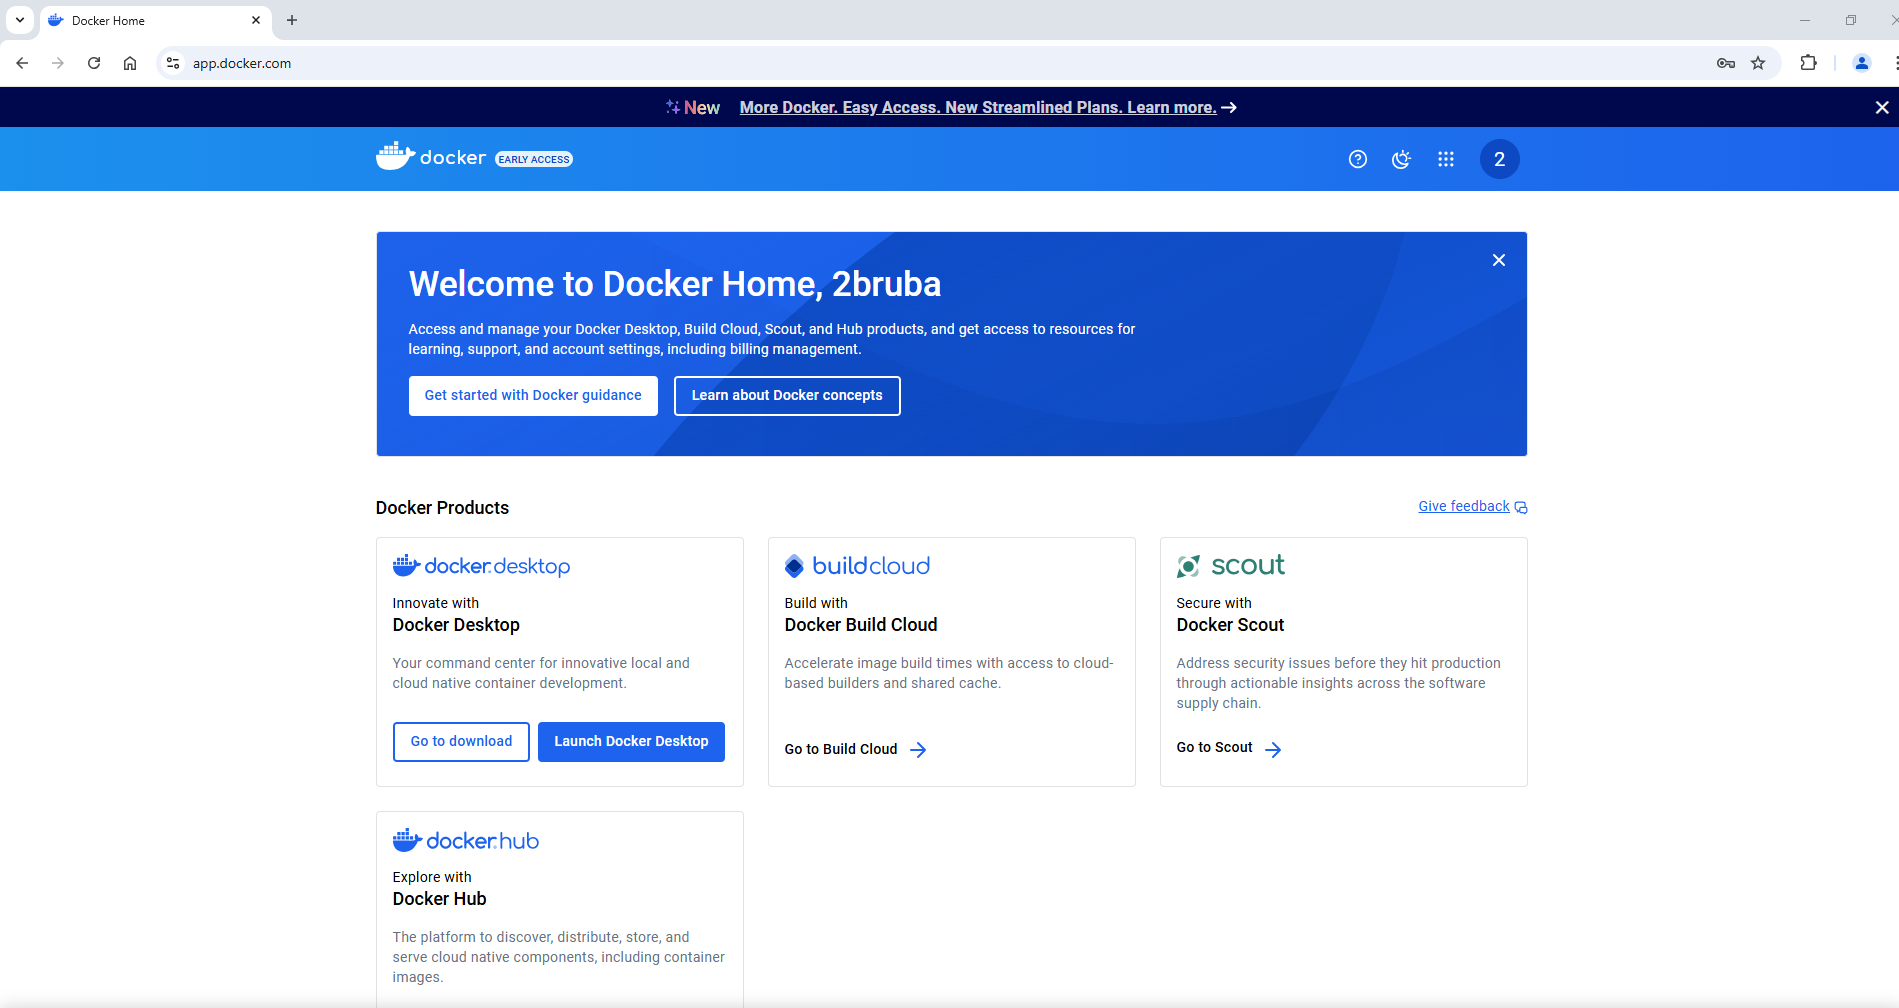 Docker Home
app.docker.com
New More Docker. Easy Access. New Streamlined Plans. Learn more.
docker EARLY ACCESS
2
Welcome to Docker Home, 2bruba
Access and manage your Docker Desktop, Build Cloud, Scout, and Hub products, and get access to resources for
learning, support, and account settings, including billing management.
Get started with Docker guidance
Learn about Docker concepts
Docker Products
Give feedback
docker.desktop
Innovate with
Docker Desktop
Your command center for innovative local and
cloud native container development.
Go to download
Launch Docker Desktop
buildcloud
Build with
Docker Build Cloud
Accelerate image build times with access to cloud-
based builders and shared cache.
Go to Build Cloud
scout
Secure with
Docker Scout
Address security issues before they hit production
through actionable insights across the software
supply chain.
Go to Scout
docker.hub
Explore with
Docker Hub
The platform to discover, distribute, store, and
serve cloud native components, including container
images.